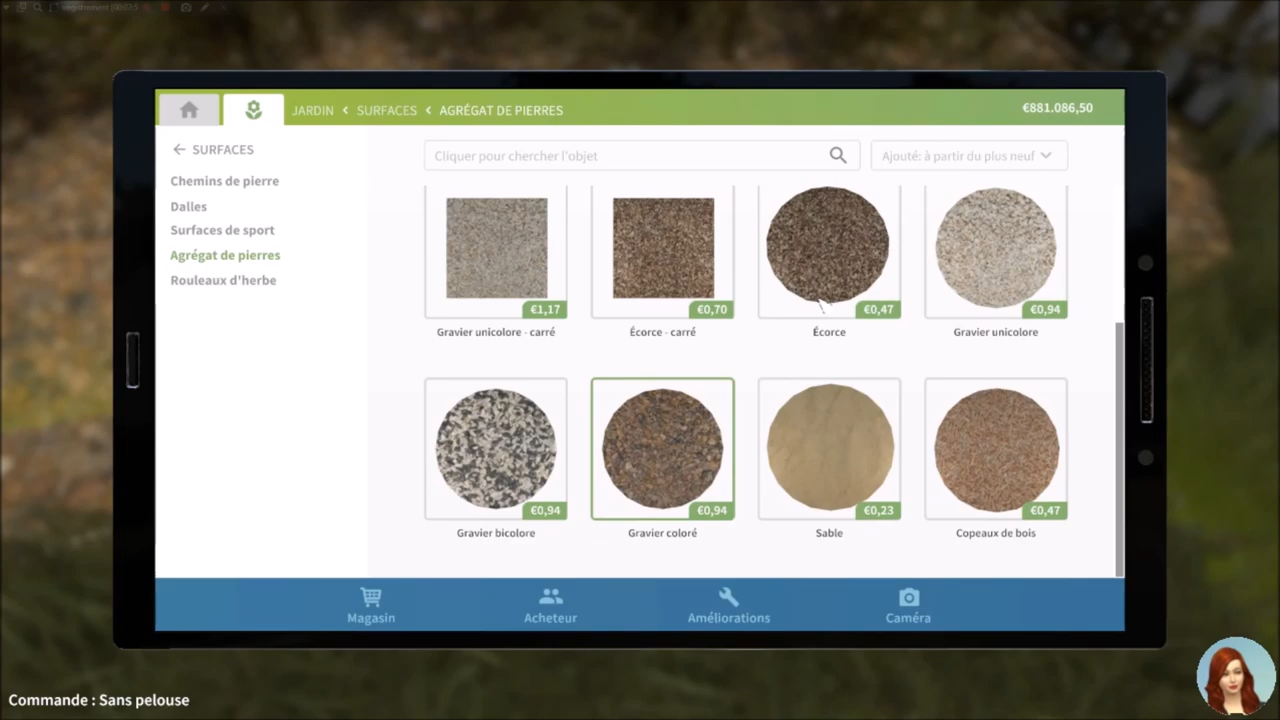 JARDIN < SURFACES < AGRÉGAT DE PIERRES
€881.086,50
SURFACES
Chemins de pierre
Dalles
Surfaces de sport
Agrégat de pierres
Rouleaux d'herbe
Cliquer pour chercher l'objet
Ajouté: à partir du plus neuf
€1,17
€0,70
€0,47
€0,94
Gravier unicolore - carré
Écorce - carré
Écorce
Gravier unicolore
€0,94
€0,94
€0,23
€0,47
Gravier bicolore
Gravier coloré
Sable
Copeaux de bois
Magasin
Acheteur
Améliorations
Caméra
Commande : Sans pelouse